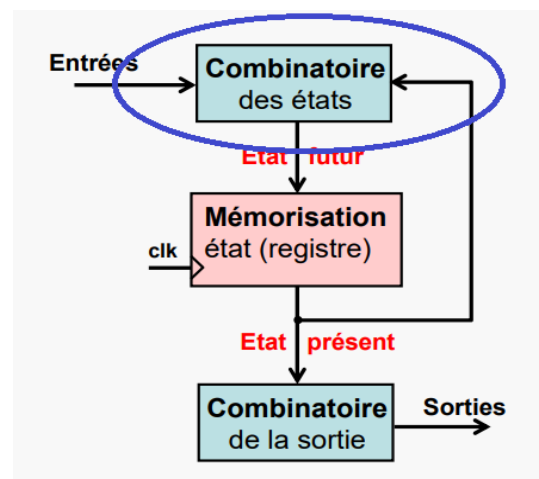 Entrées
Combinatoire
des états
Etat futur
Mémorisation
état (registre)
clk
Etat présent
Combinatoire
de la sortie
Sorties